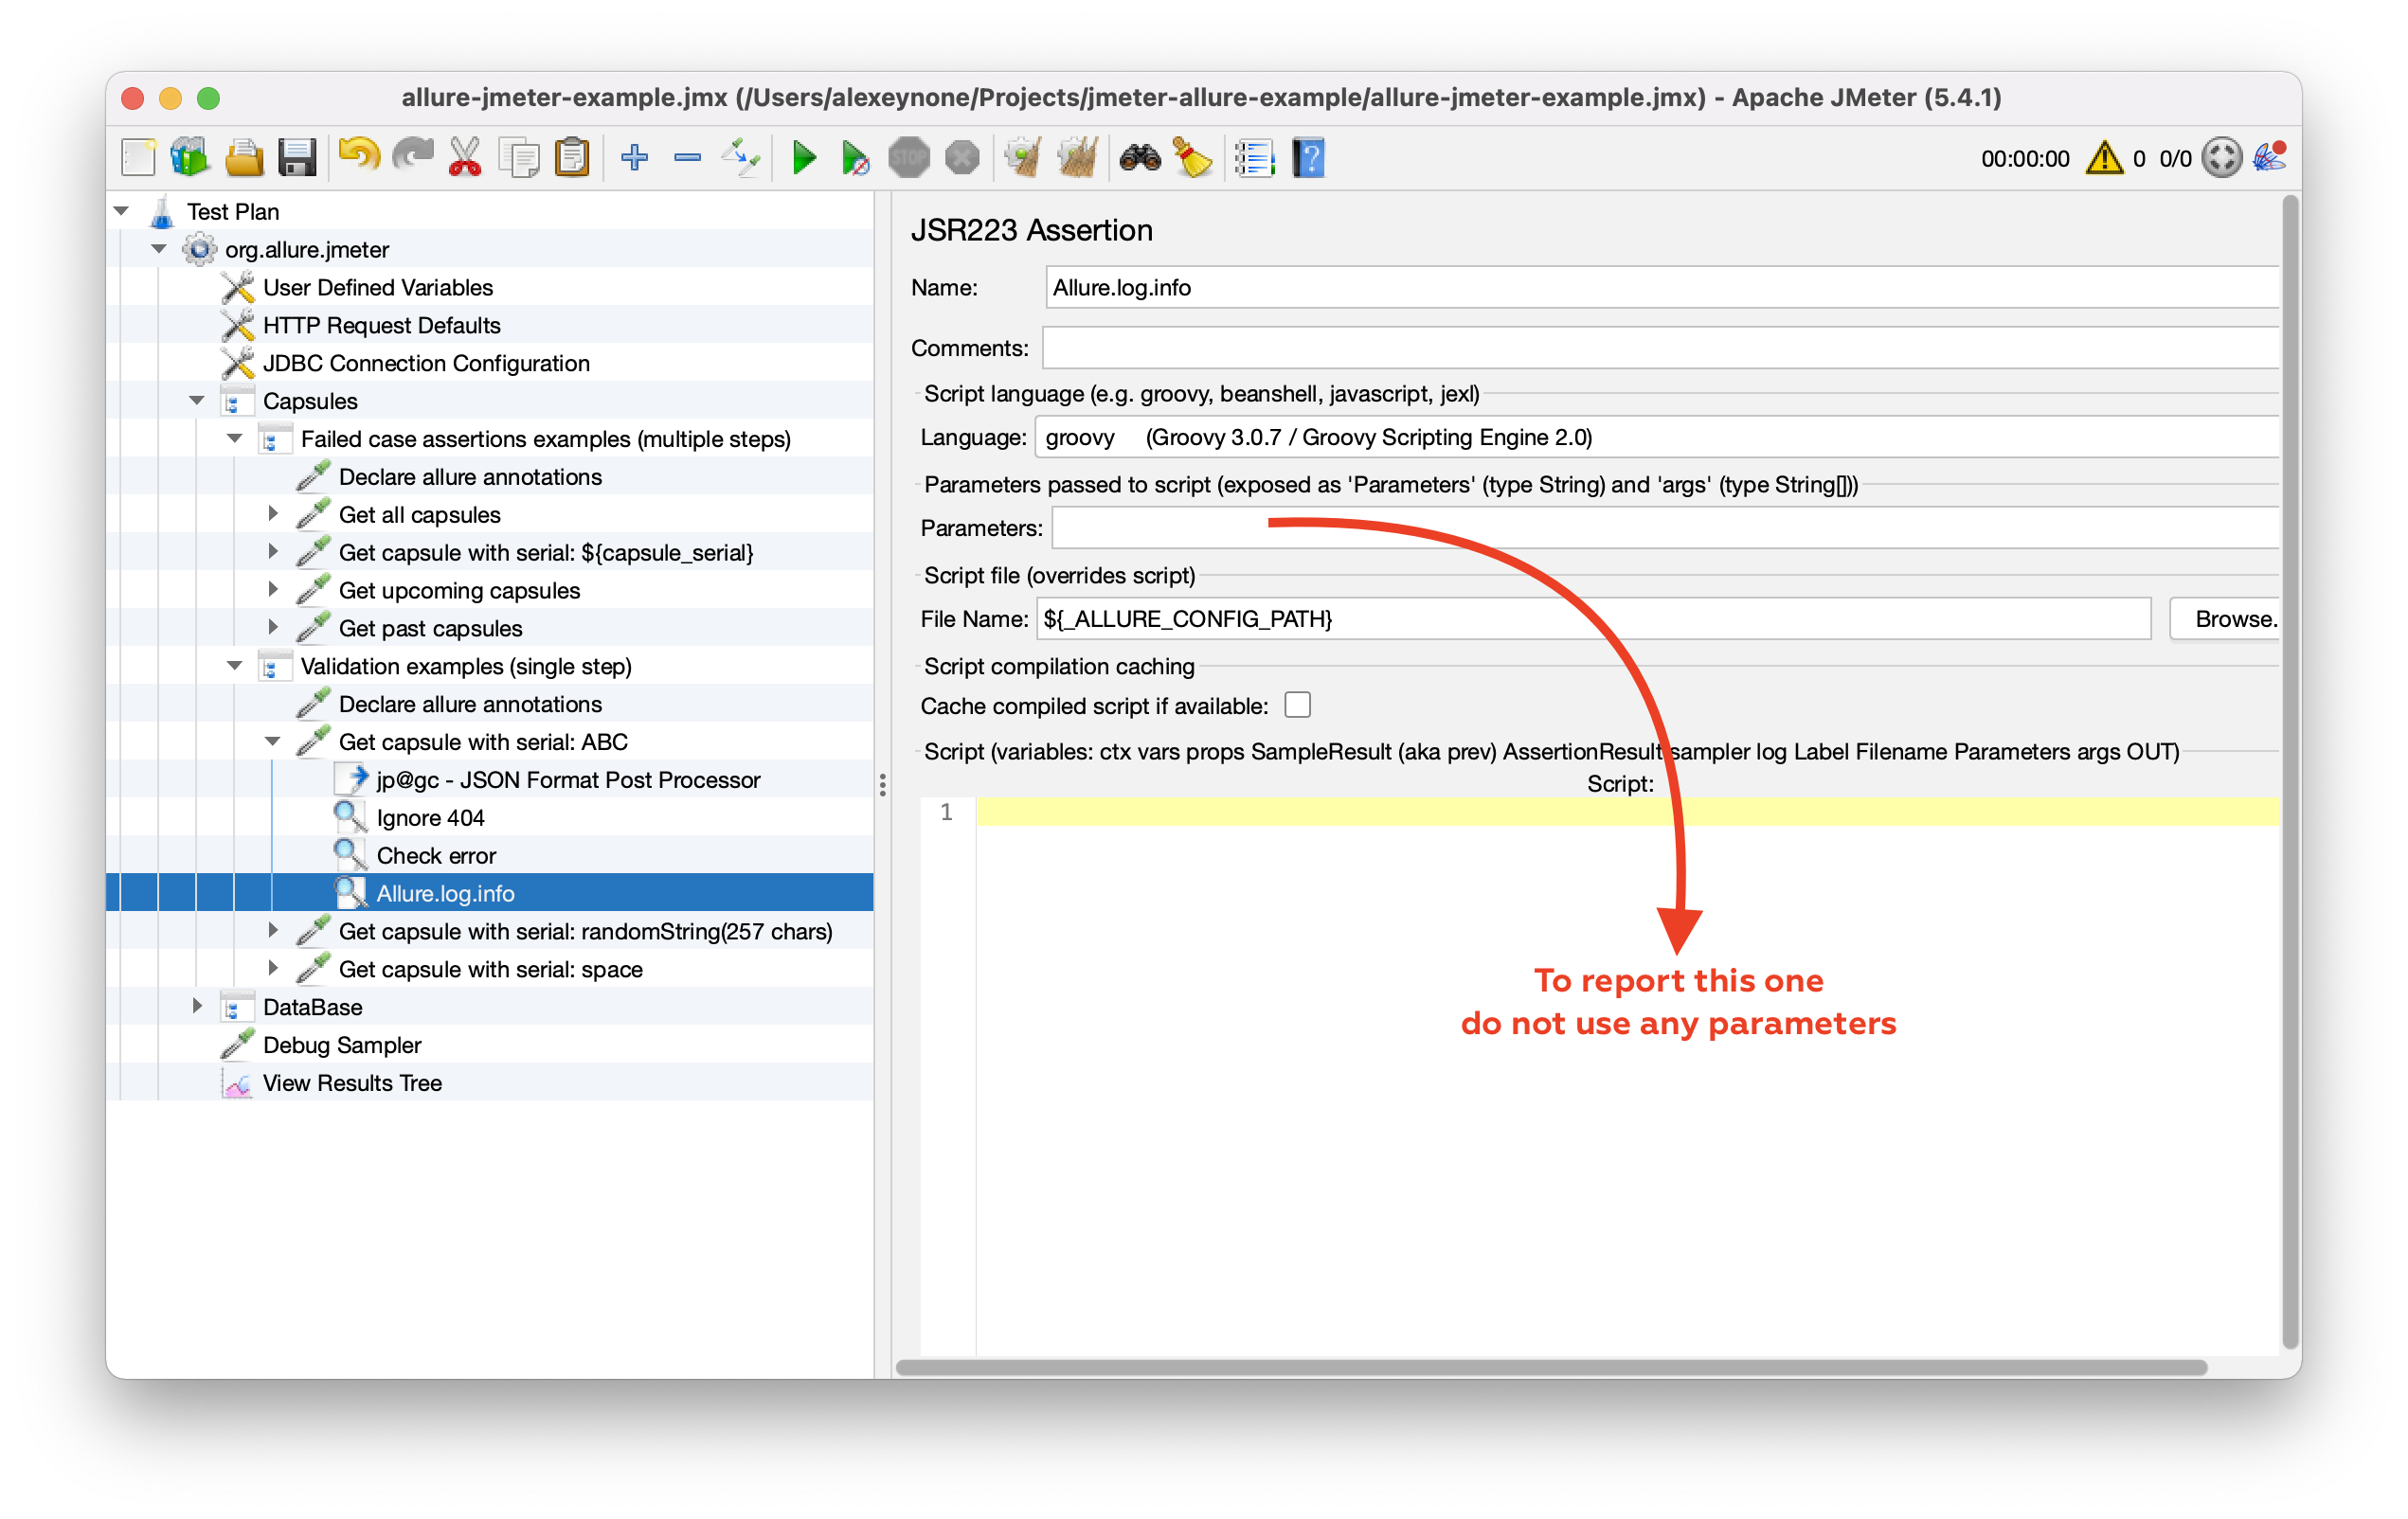 allure-jmeter-example.jmx (/Users/alexeynone/Projects/jmeter-allure-example/allure-jmeter-example.jmx) - Apache JMeter (5.4.1)
STOP
00:00:00 0 0/0
Test Plan
org.allure.jmeter
User Defined Variables
HTTP Request Defaults
JDBC Connection Configuration
Capsules
Failed case assertions examples (multiple steps)
Declare allure annotations
Get all capsules
Get capsule with serial: ${capsule_serial}
Get upcoming capsules
Get past capsules
Validation examples (single step)
Declare allure annotations
Get capsule with serial: ABC
jp@gc - JSON Format Post Processor
Ignore 404
Check error
Allure.log.info
Get capsule with serial: randomString(257 chars)
Get capsule with serial: space
DataBase
Debug Sampler
View Results Tree
JSR223 Assertion
Name: Allure.log.info
Comments:
Script language (e.g. groovy, beanshell, javascript, jexl)
Language: groovy (Groovy 3.0.7 / Groovy Scripting Engine 2.0)
Parameters passed to script (exposed as 'Parameters' (type String) and 'args' (type String[]))
Parameters:
Script file (overrides script)
File Name: ${_ALLURE_CONFIG_PATH} Browse.
Script compilation caching
Cache compiled script if available:
Script (variables: ctx vars props SampleResult (aka prev) AssertionResult sampler log Label Filename Parameters args OUT)
Script:
1
To report this one
do not use any parameters